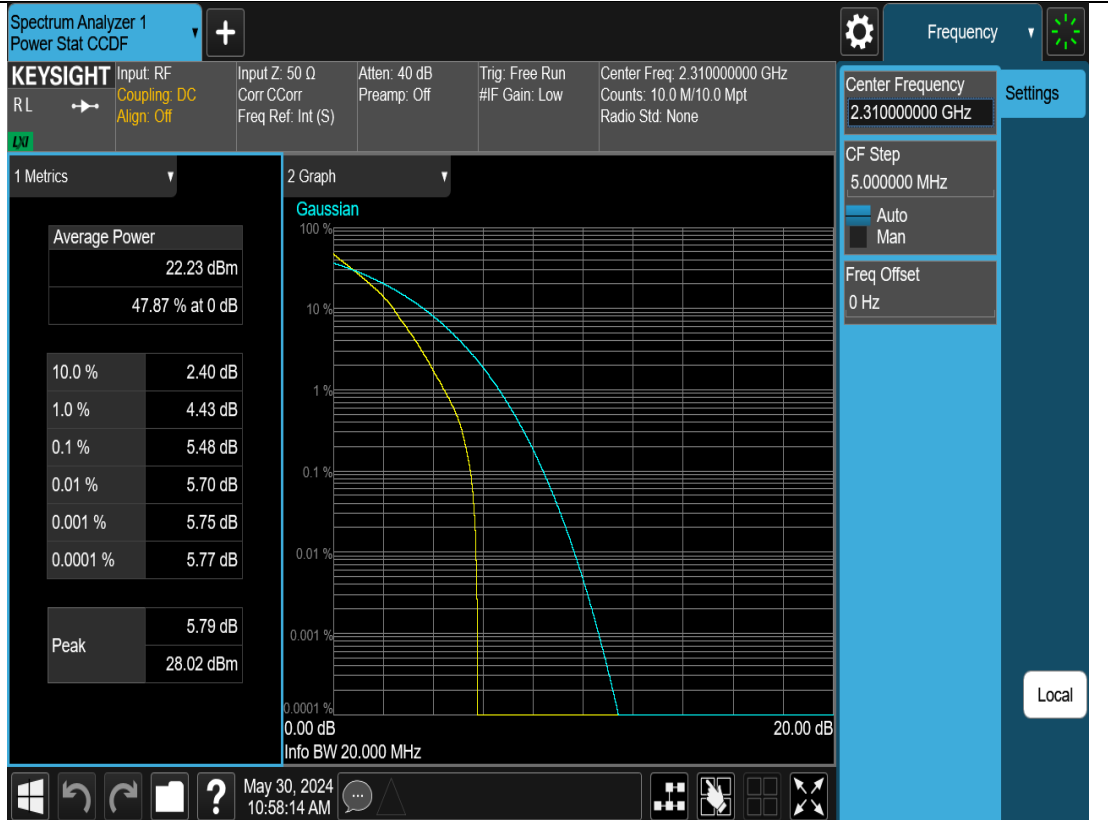 Spectrum Analyzer 1
Power Stat CCDF
+
Frequency
KEYSIGHT
RL
LXI
Input: RF
Coupling: DC
Align: Off
Input Z: 50 Ω
Corr CCorr
Freq Ref: Int (S)
Atten: 40 dB
Preamp: Off
Trig: Free Run
#IF Gain: Low
Center Freq: 2.310000000 GHz
Counts: 10.0 M/10.0 Mpt
Radio Std: None
Center Frequency
2.310000000 GHz
Settings
CF Step
5.000000 MHz
Auto
Man
Freq Offset
0 Hz
Local
1 Metrics
Average Power
22.23 dBm
47.87 % at 0 dB
10.0 % 2.40 dB
1.0 % 4.43 dB
0.1 % 5.48 dB
0.01 % 5.70 dB
0.001 % 5.75 dB
0.0001 % 5.77 dB
Peak
5.79 dB
28.02 dBm
2 Graph
Gaussian
100 %
10 %
1 %
0.1 %
0.01 %
0.001 %
0.0001 %
0.00 dB 20.00 dB
Info BW 20.000 MHz
?
May 30, 2024
10:58:14 AM